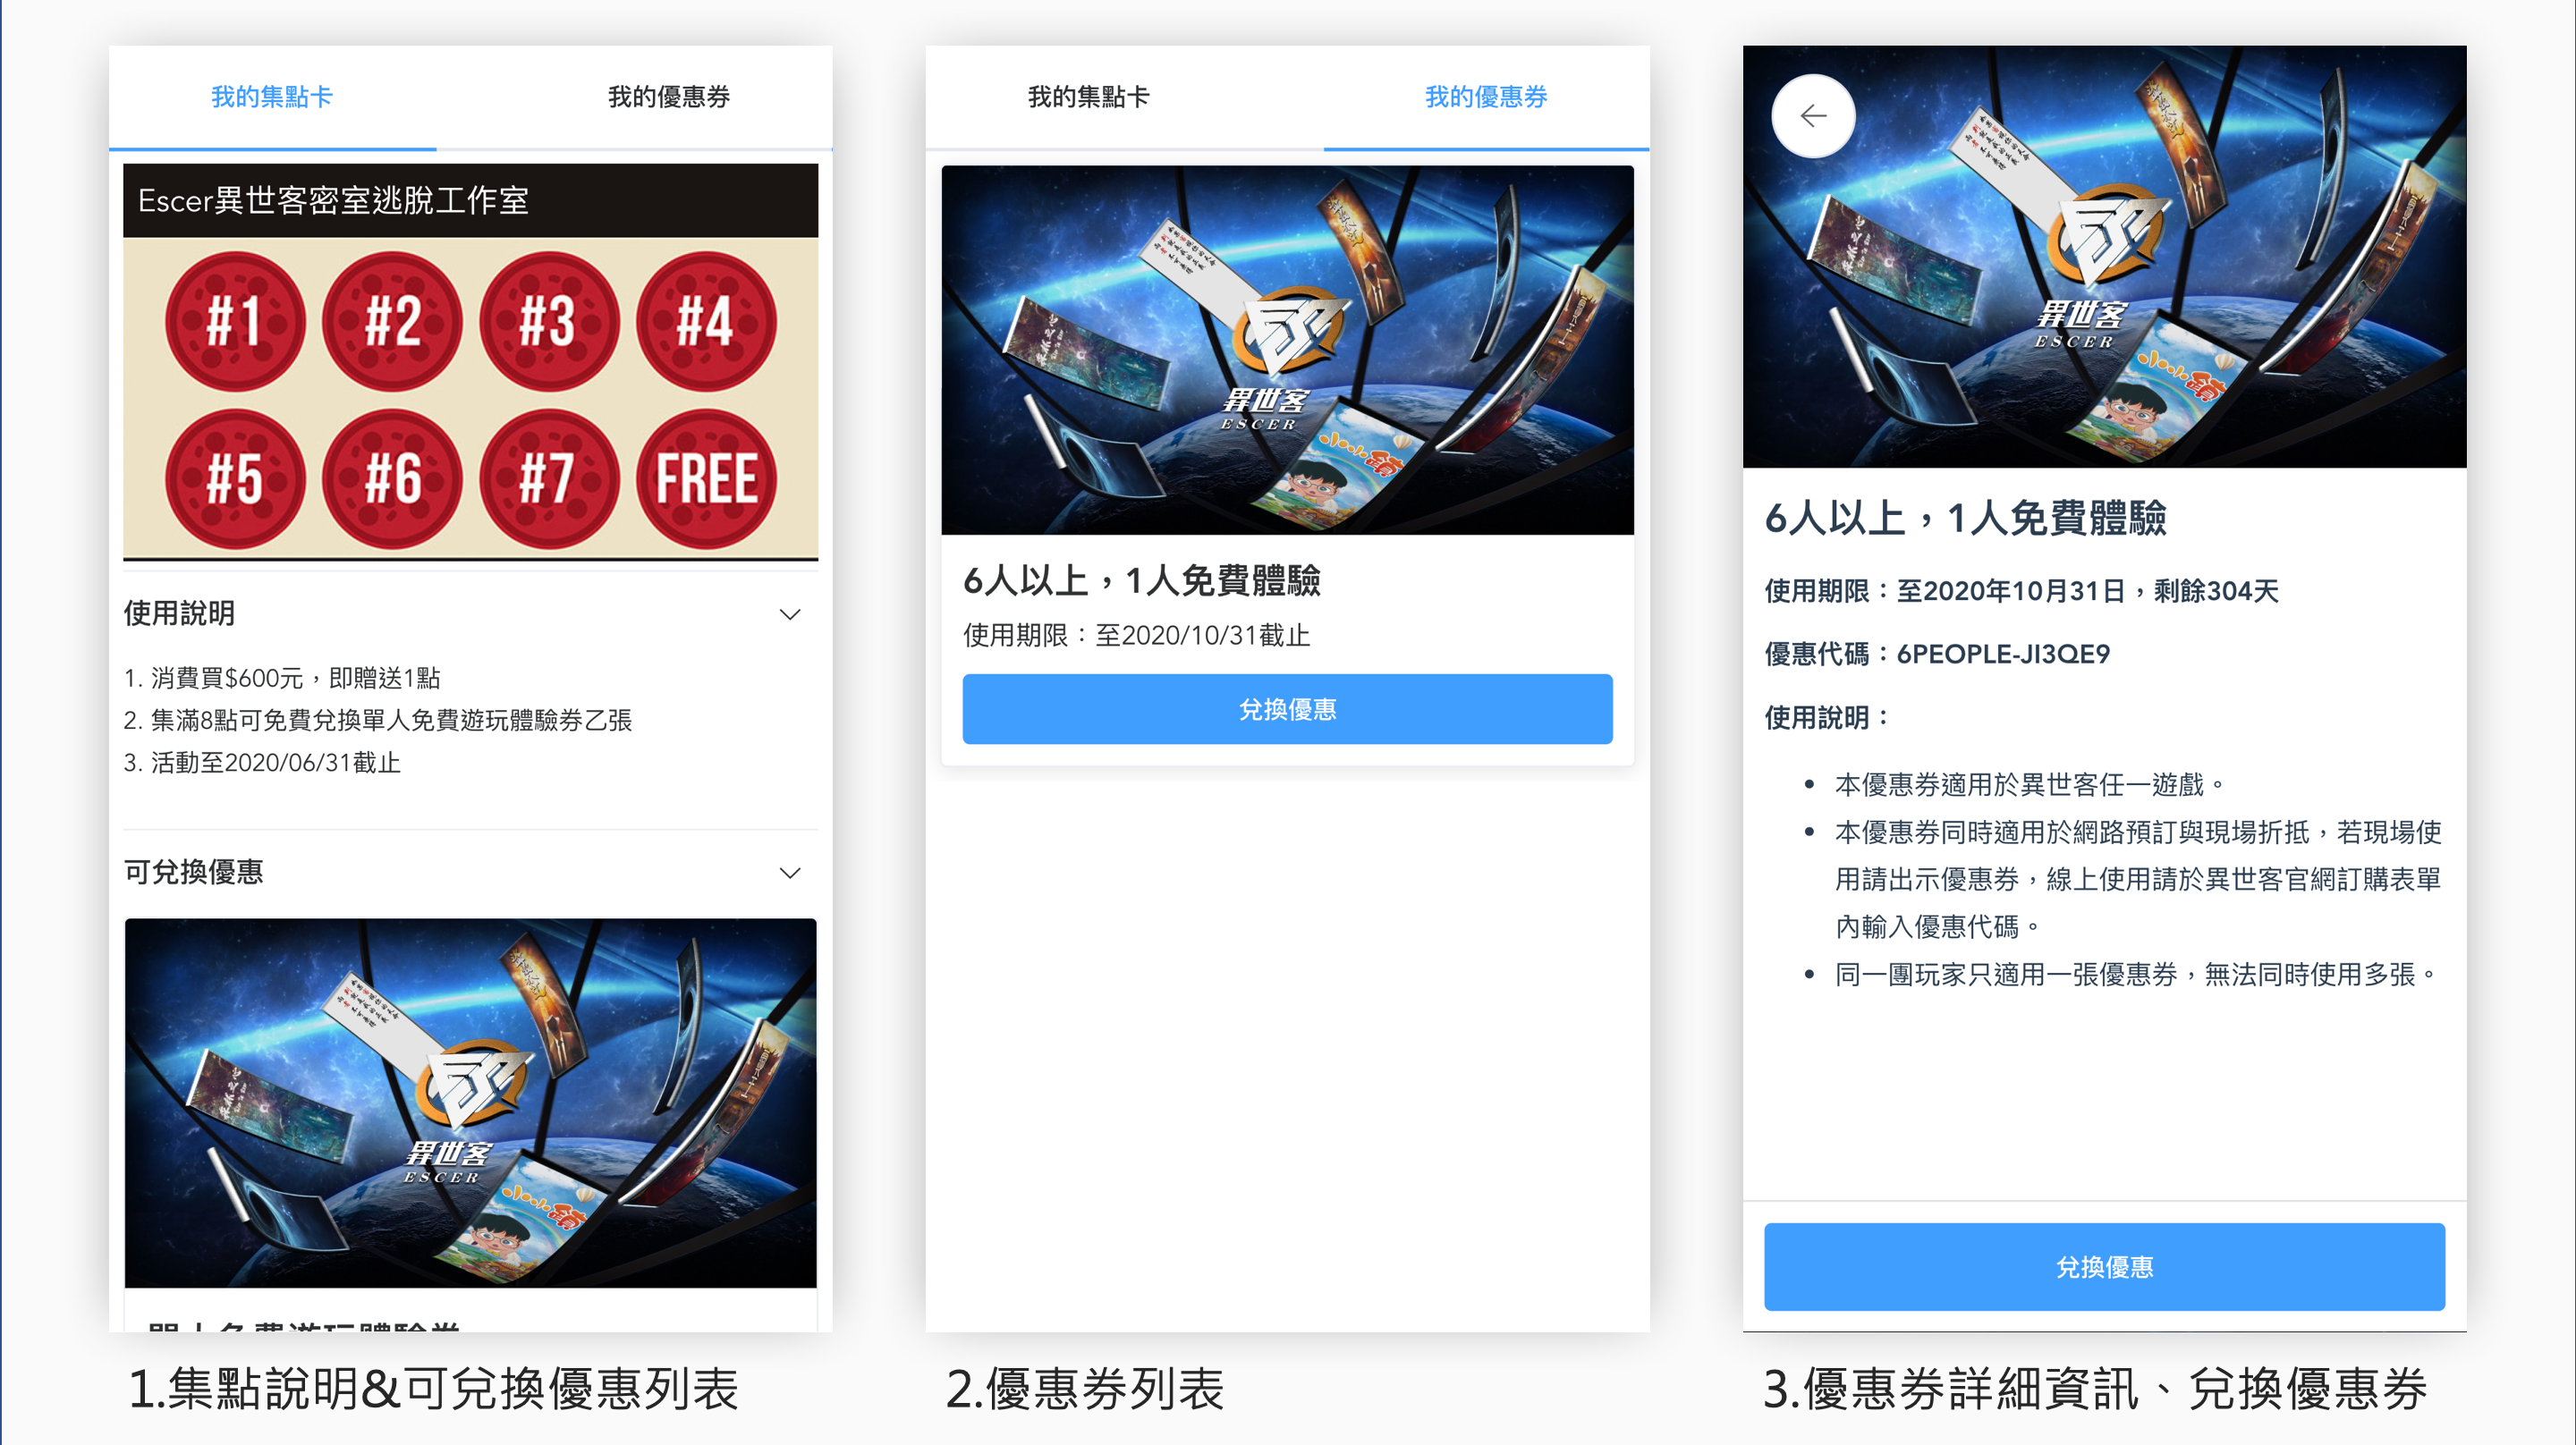 我的集點卡
我的優惠券
Escer異世客密室逃脫工作室
#1
#2
#3
#4
#5
#6
#7
FREE
使用說明
1. 消費買$600元，即贈送1點
2. 集滿8點可免費兌換單人免費遊玩體驗券乙張
3. 活動至2020/06/31截止
可兌換優惠
異世客
ESCER
單人免費遊玩體驗券
1.集點說明&可兌換優惠列表
我的集點卡
我的優惠券
異世客
ESCER
6人以上，1人免費體驗
使用期限：至2020/10/31截止
兌換優惠
2.優惠券列表
異世客
ESCER
6人以上，1人免費體驗
使用期限：至2020年10月31日，剩餘304天
優惠代碼：6PEOPLE-JI3QE9
使用說明：
• 本優惠券適用於異世客任一遊戲。
• 本優惠券同時適用於網路預訂與現場折抵，若現場使
用請出示優惠券，線上使用請於異世客官網訂購表單
內輸入優惠代碼。
• 同一團玩家只適用一張優惠券，無法同時使用多張。
兌換優惠
3.優惠券詳細資訊、兌換優惠券